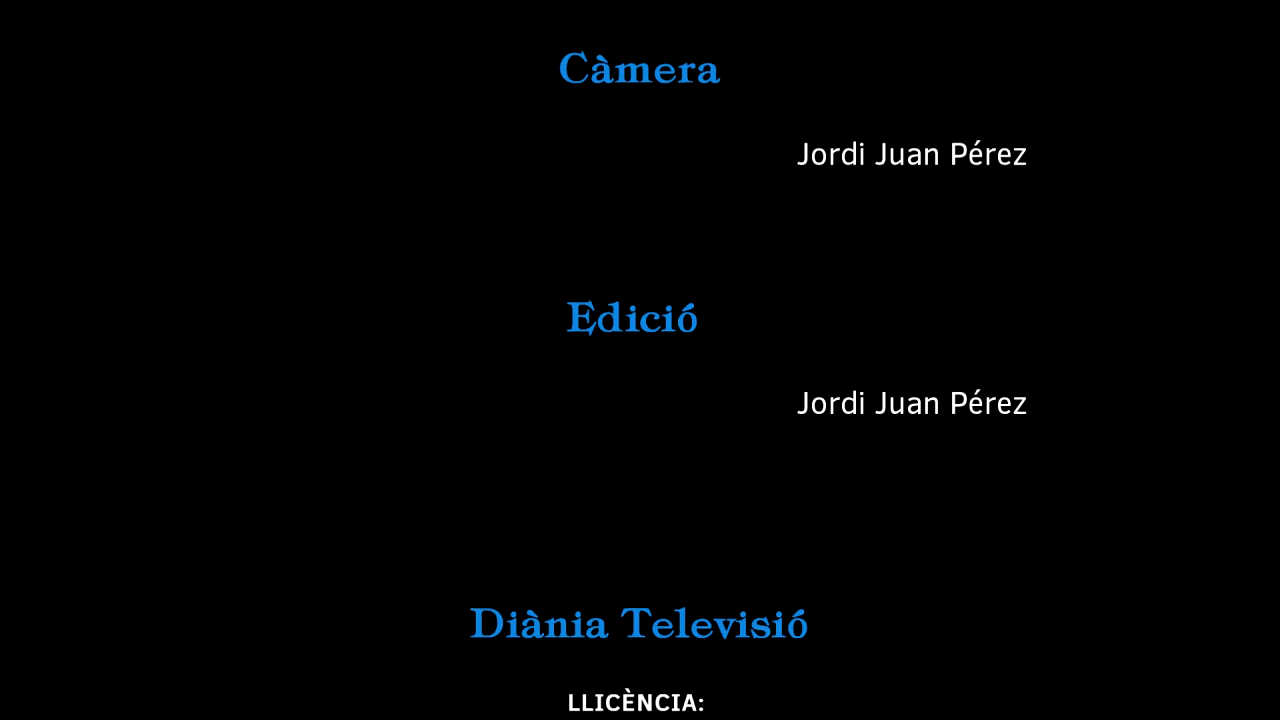 Càmera
Jordi Juan Pérez
Edició
Jordi Juan Pérez
Diània Televisió
LLICÈNCIA: